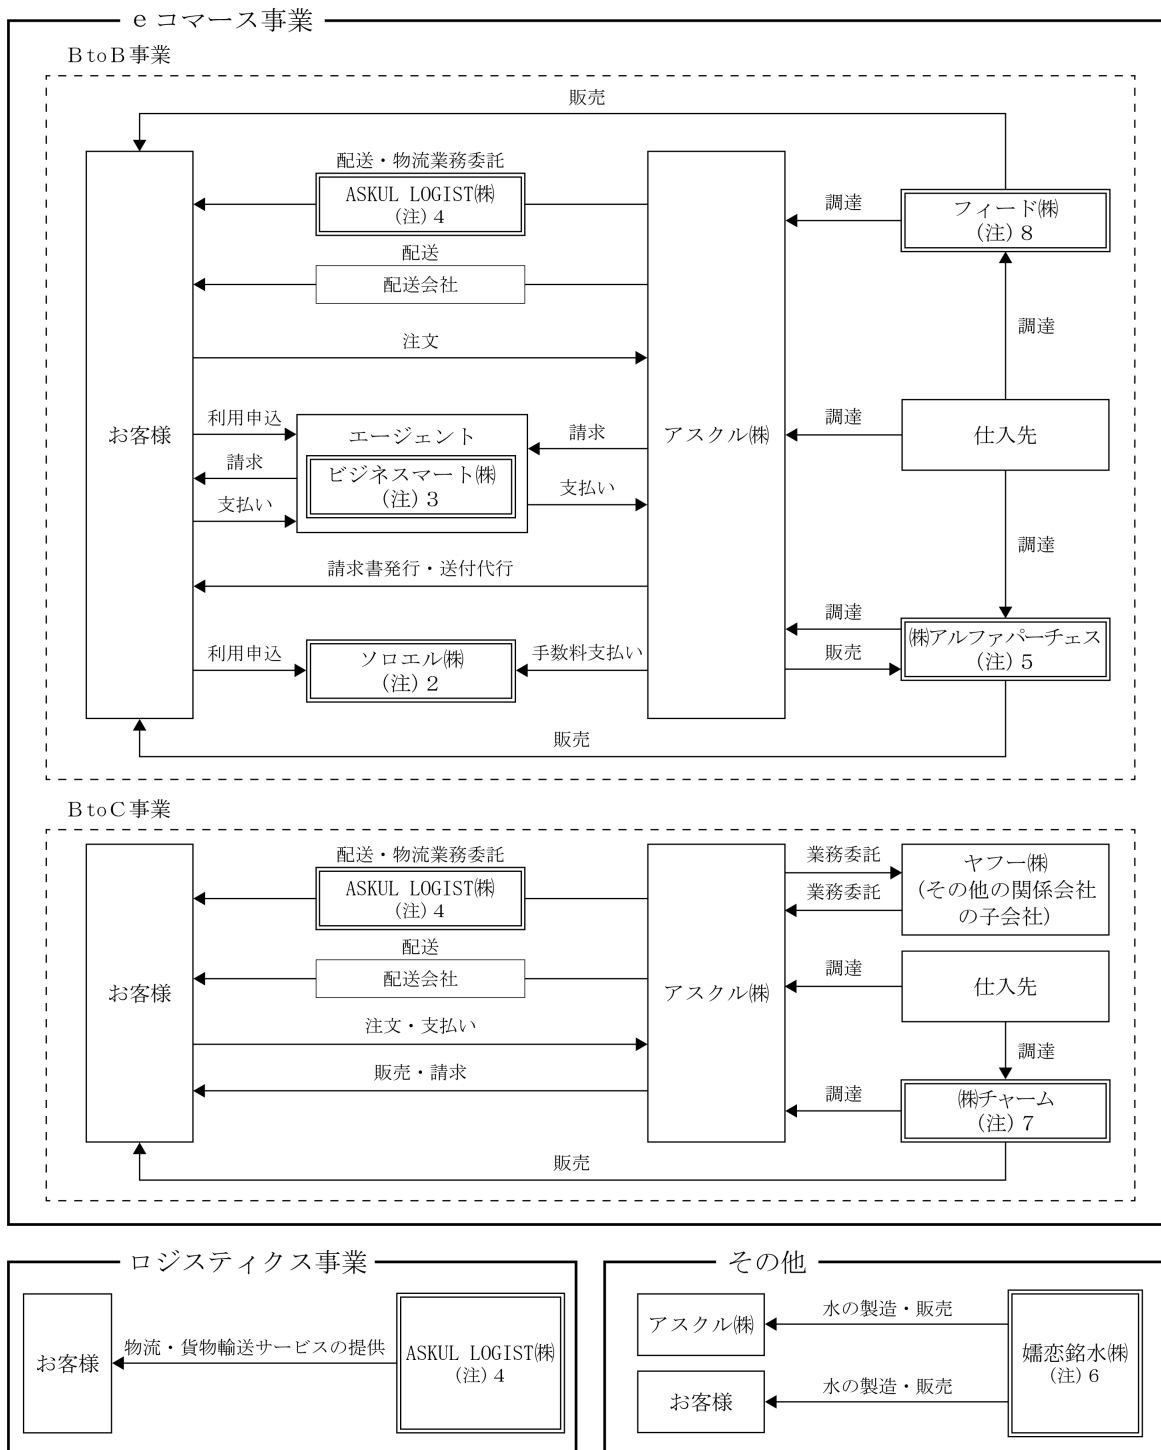 eコマース事業
BtoB事業
販売
配送・物流業務委託
ASKUL LOGIST㈱
(注)4
調達
フィード㈱
(注)8
配送
配送会社
調達
注文
お客様
利用申込
エージェント
請求
アスクル㈱
調達
仕入先
請求
ビジネスマート㈱
(注)3
支払い
支払い
調達
請求書発行・送付代行
調達
㈱アルファパーチェス
(注)5
利用申込
ソロエル㈱
(注)2
手数料支払い
販売
販売
BtoC事業
配送・物流業務委託
ASKUL LOGIST㈱
(注)4
業務委託
業務委託
ヤフー㈱
(その他の関係会社
の子会社)
配送
配送会社
お客様
アスクル㈱
調達
仕入先
注文・支払い
調達
販売・請求
調達
㈱チャーム
(注)7
販売
ロジスティクス事業
お客様
物流・貨物輸送サービスの提供
ASKUL LOGIST㈱
(注)4
その他
アスクル㈱
水の製造・販売
お客様
水の製造・販売
嬬恋銘水㈱
(注)6